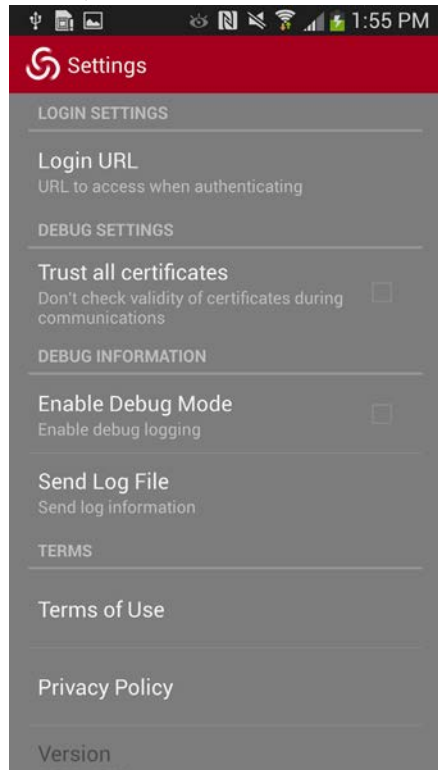 1:55 PM
Settings
LOGIN SETTINGS
Login URL
URL to access when authenticating
DEBUG SETTINGS
Trust all certificates
Don't check validity of certificates during
communications
DEBUG INFORMATION
Enable Debug Mode
Enable debug logging
Send Log File
Send log information
TERMS
Terms of Use
Privacy Policy
Version